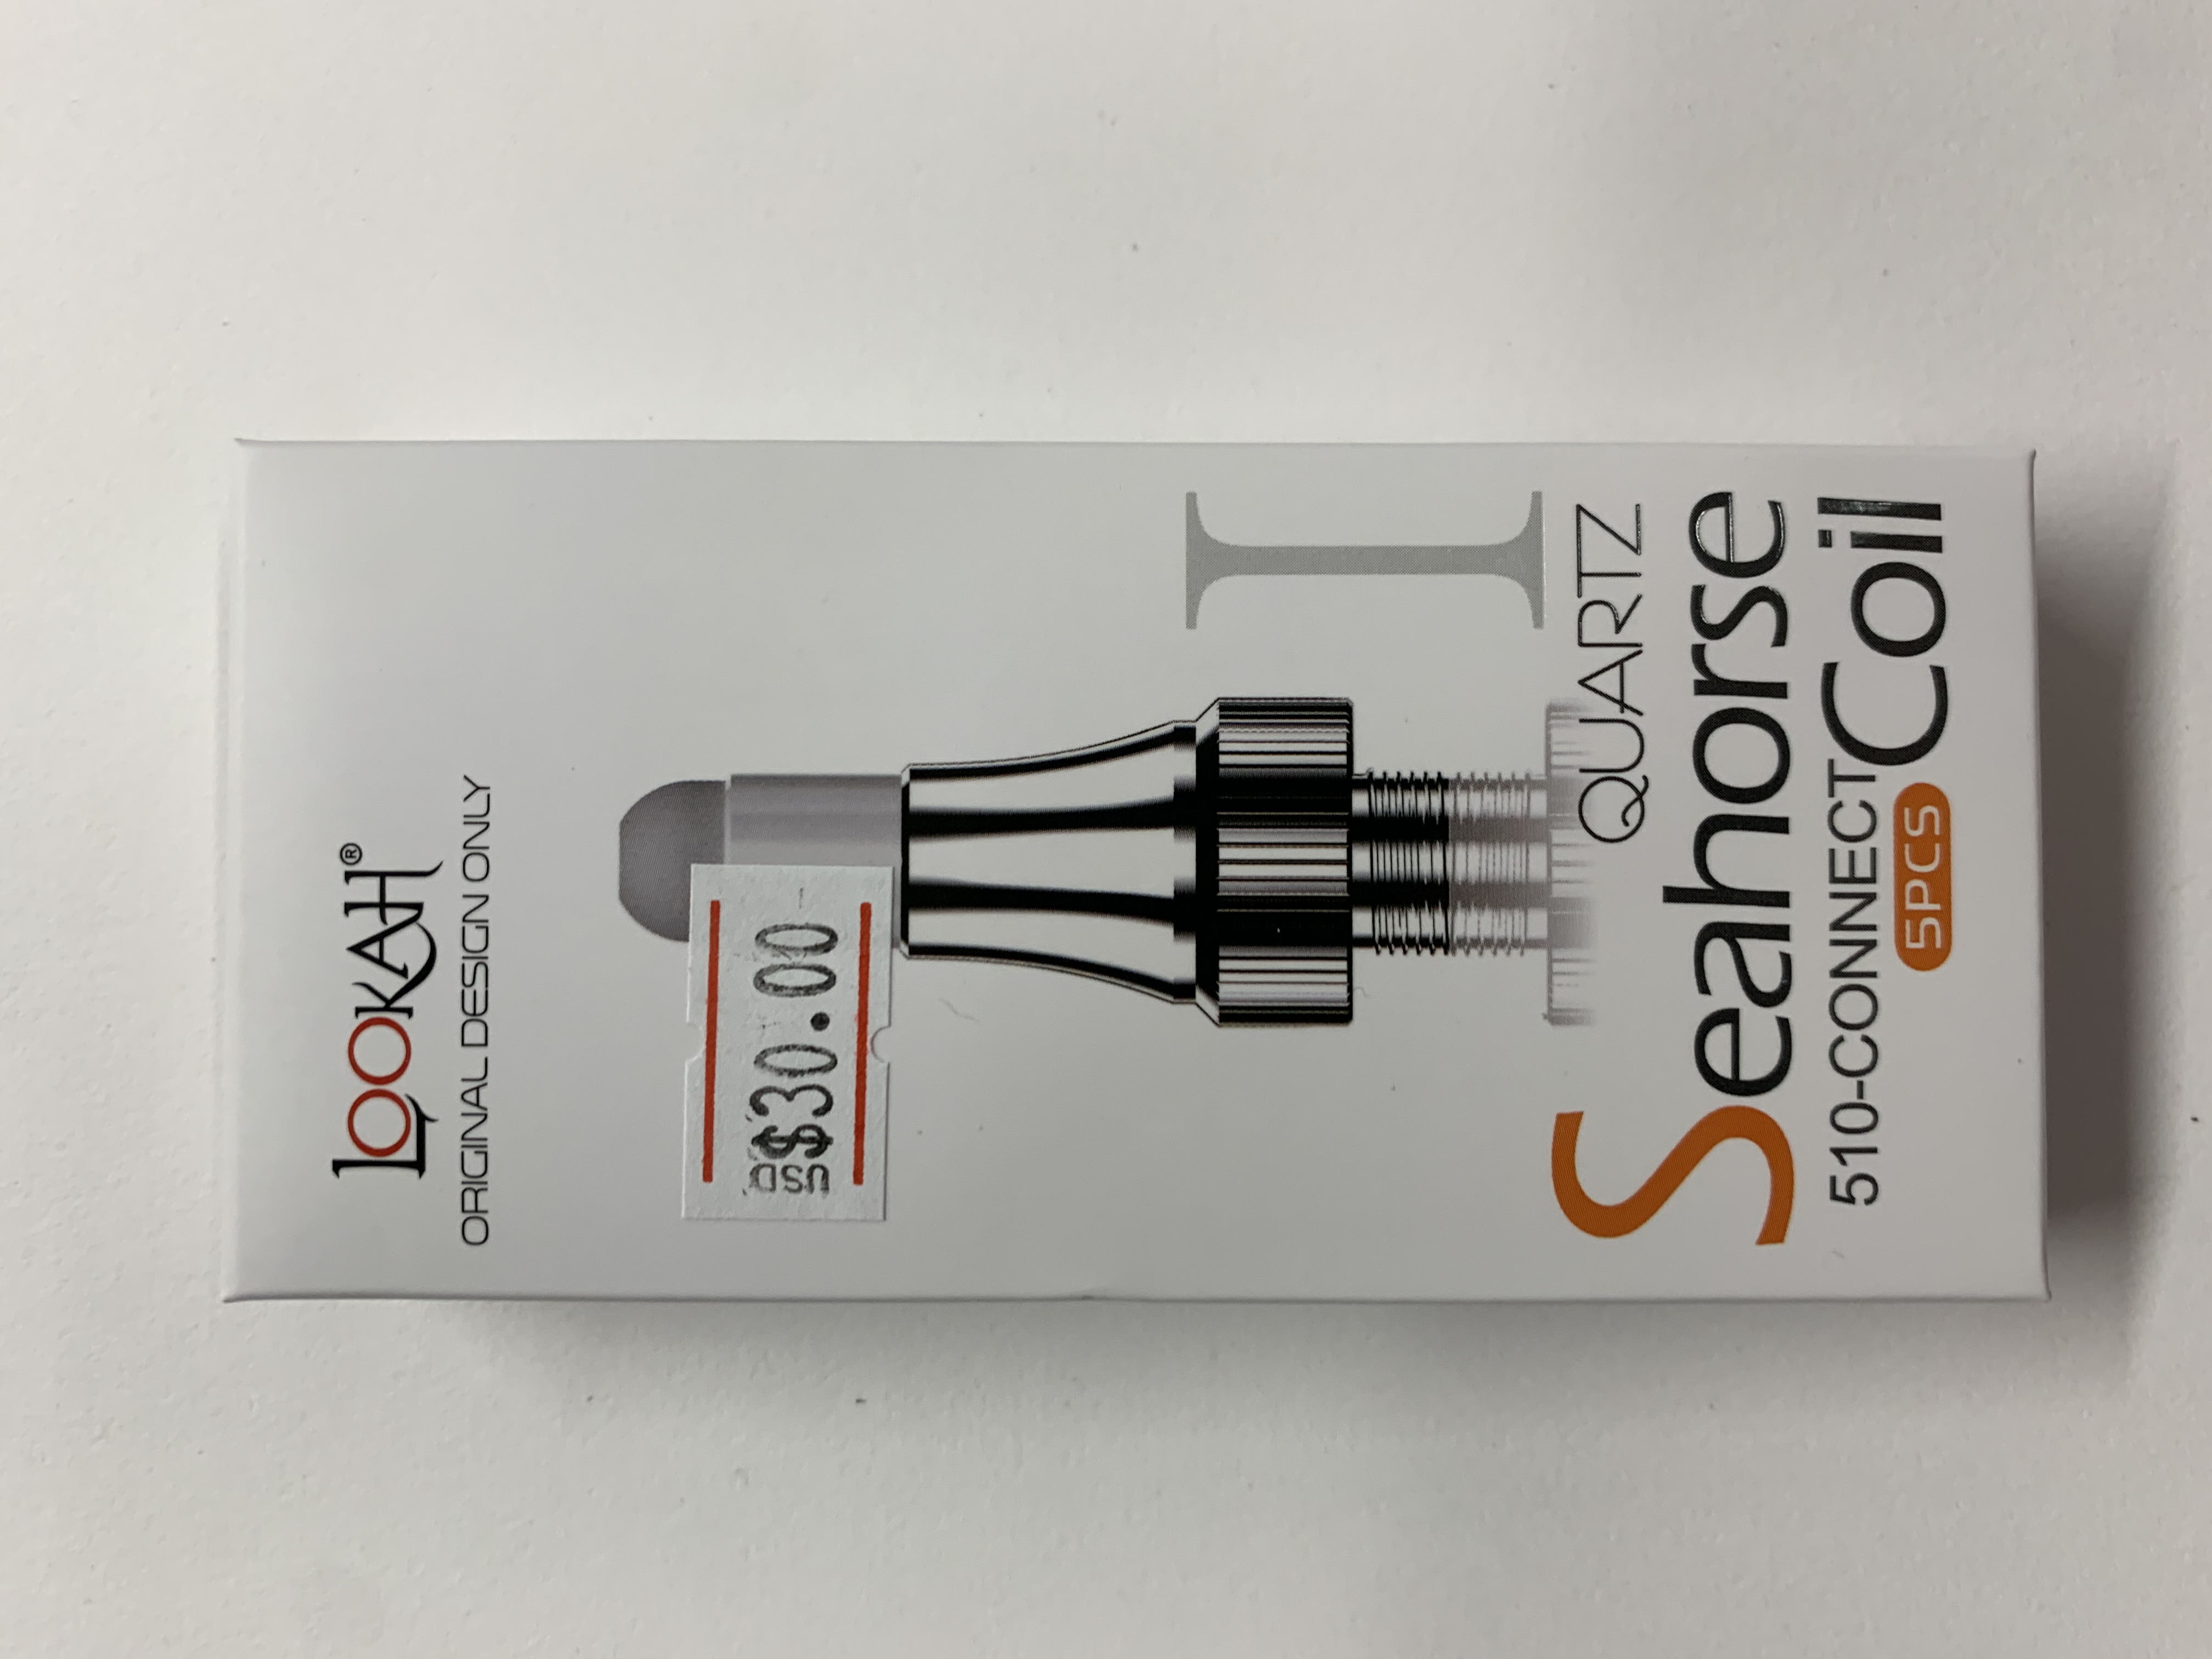 LOOKAH®
ORIGINAL DESIGN ONLY
USD
$30.00
I
QUARTZ
Seahorse
510-CONNECT Coil
5PCS